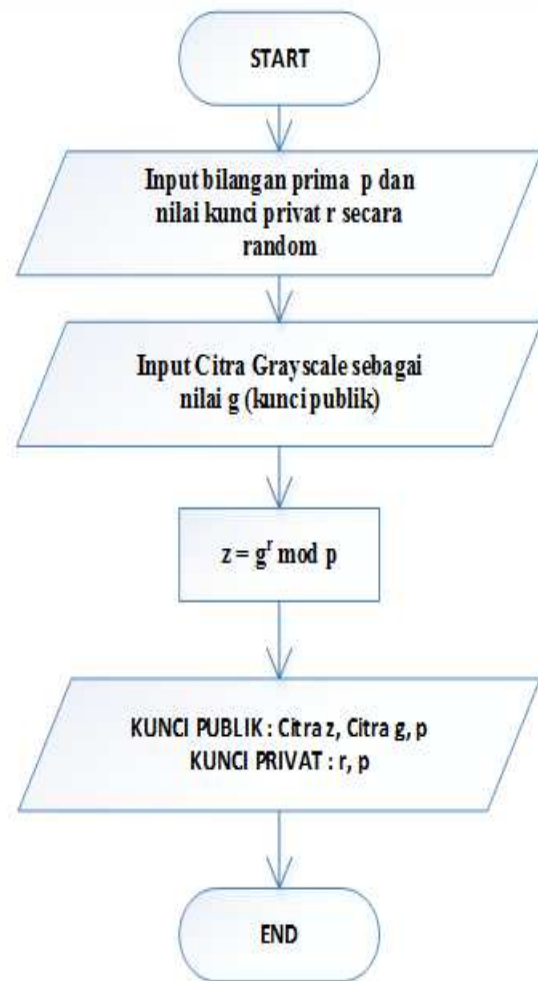 START
Input bilangan prima p dan
nilai kunci privat r secara
random
Input Citra Grayscale sebagai
nilai g (kunci publik)
z = g^r mod p
KUNCI PUBLIK : Citra z, Citra g, p
KUNCI PRIVAT : r, p
END